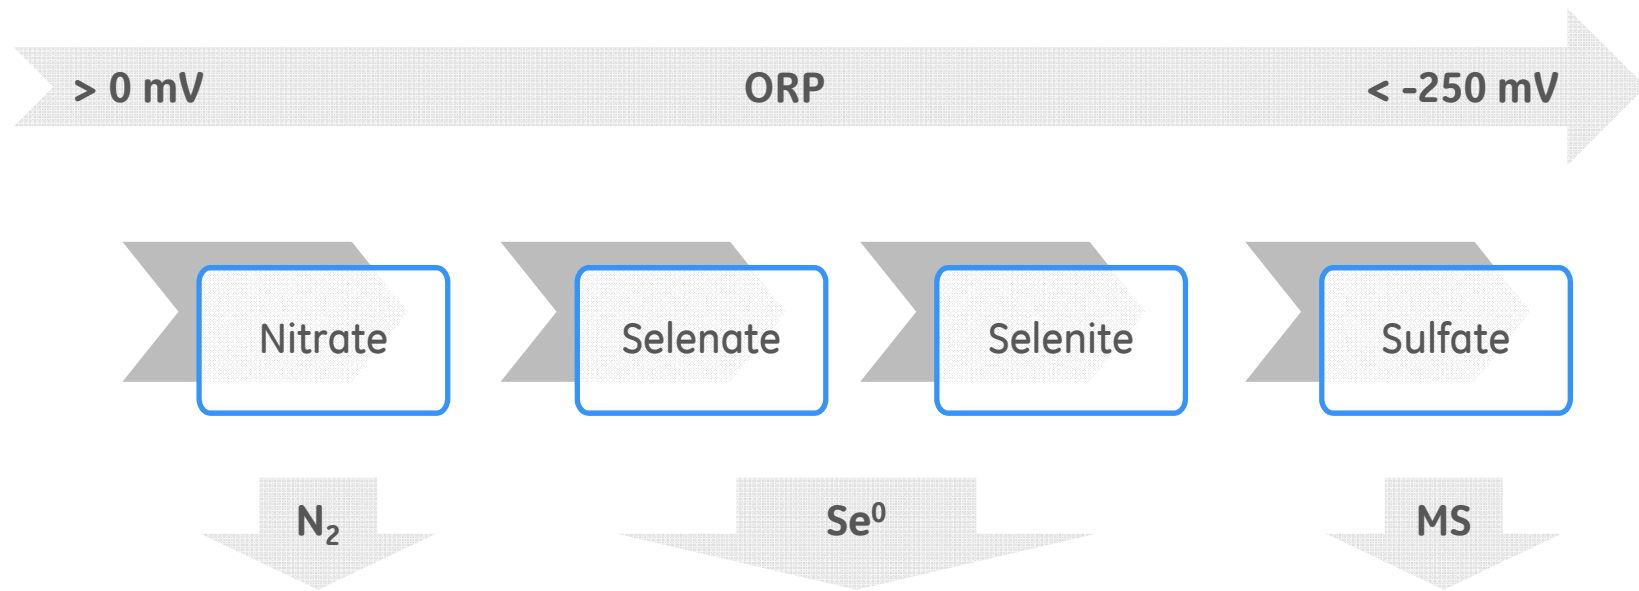 > 0 mV ORP < -250 mV
Nitrate Selenate Selenite Sulfate
N₂ Se⁰ MS